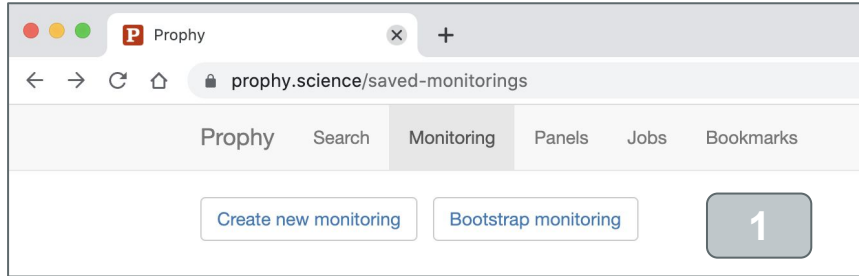 P Prophy
prophy.science/saved-monitorings
Prophy Search Monitoring Panels Jobs Bookmarks
Create new monitoring Bootstrap monitoring 1